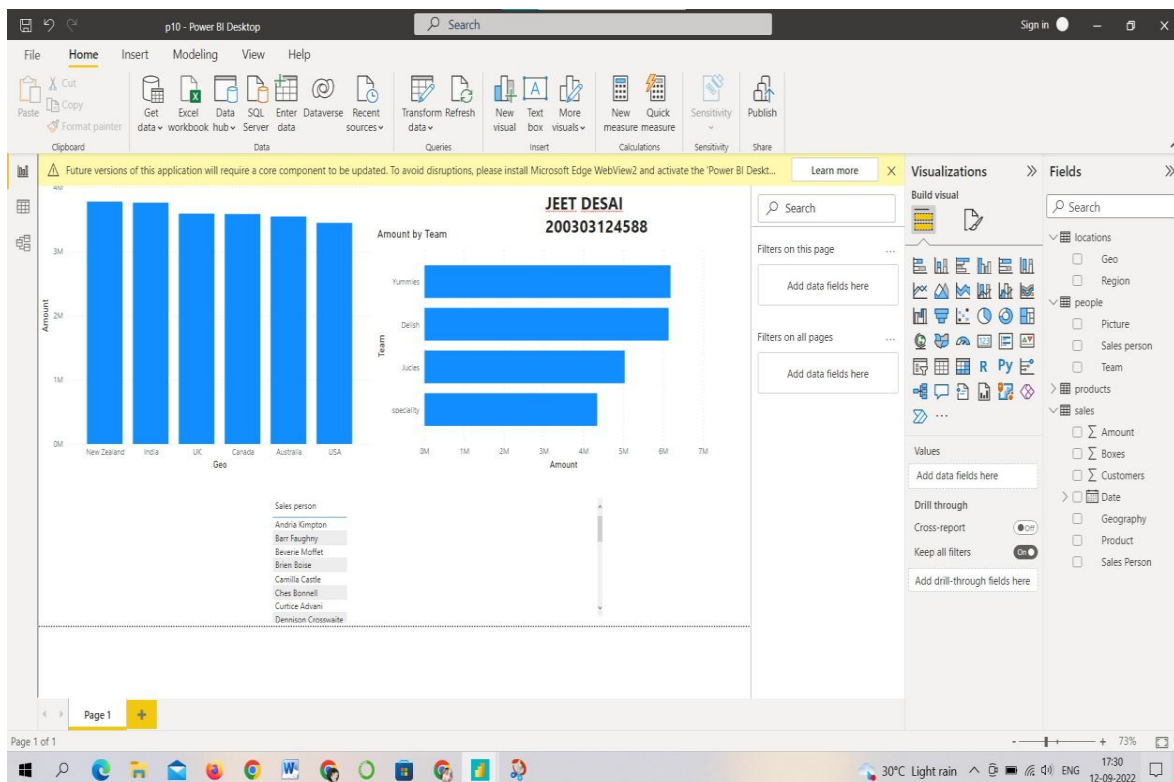 p10 - Power BI Desktop
Search
Sign in
File Home Insert Modeling View Help
Paste
Cut
Copy
Format painter
Clipboard
Get data
Excel workbook
Data hub
SQL Server
Enter data
Dataverse
Recent sources
Data
Transform data
Refresh
Queries
New visual
Text box
More visuals
Insert
New measure
Quick measure
Calculations
Sensitivity
Sensitivity
Publish
Share
Future versions of this application will require a core component to be updated. To avoid disruptions, please install Microsoft Edge WebView2 and activate the 'Power BI Deskt...
Learn more
4M
3M
2M
1M
0M
Amount
New Zealand India UK Canada Australia USA
Geo
JEET DESAI
200303124588
Amount by Team
Team
Yummies
Delish
Jucies
speciality
0M 1M 2M 3M 4M 5M 6M 7M
Amount
Sales person
Andria Kimpton
Barr Faughny
Beverie Moffet
Brien Boise
Camilla Castle
Ches Bonnell
Curtice Advani
Dennison Crosswaite
Search
Filters on this page
...
Add data fields here
Filters on all pages
...
Add data fields here
Visualizations
Build visual
R Py
...
Values
Add data fields here
Drill through
Cross-report
Off
Keep all filters
On
Add drill-through fields here
Fields
Search
locations
Geo
Region
people
Picture
Sales person
Team
products
sales
Amount
Boxes
Customers
Date
Geography
Product
Sales Person
Page 1
Page 1 of 1
73%
30°C Light rain
ENG
17:30
12-09-2022